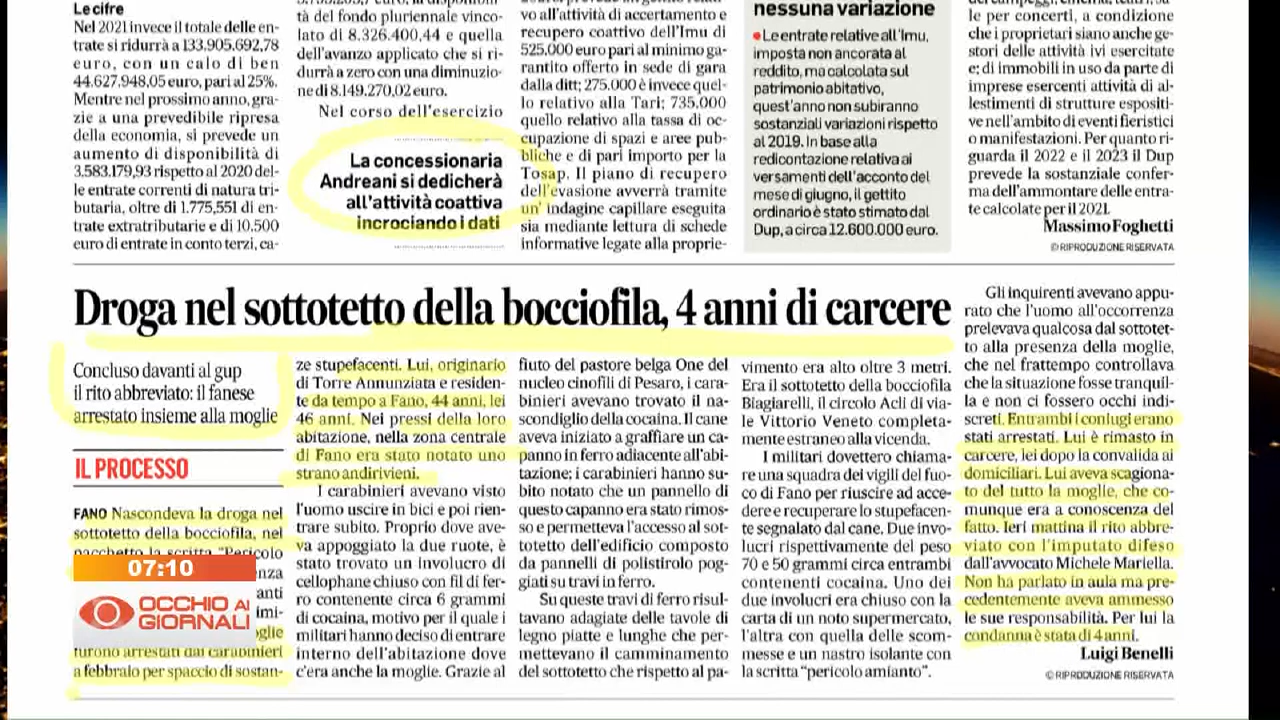 Le cifre
Nel 2021 invece il totale delle en-
trate si ridurrà a 133.905.692,78
euro, con un calo di ben
44.627.948,05 euro, pari al 25%.
Mentre nel prossimo anno, gra-
zie a una prevedibile ripresa
della economia, si prevede un
aumento di disponibilità di
3.583.179,93 rispetto al 2020 del-
le entrate correnti di natura tri-
butaria, oltre di 1.775,551 di en-
trate extratributarie e di 10.500
euro di entrate in conto terzi, ca-
tà del fondo pluriennale vinco-
lato di 8.326.400,44 e quella
dell'avanzo applicato che si ri-
durrà a zero con una diminuzio-
ne di 8.149.270,02 euro.
Nel corso dell'esercizio
La concessionaria
Andreani si dedicherà
all'attività coattiva
incrociando i dati
vo all'attività di accertamento e
recupero coattivo dell'Imu di
525.000 euro pari al minimo ga-
rantito offerto in sede di gara
dalla ditt; 275.000 è invece quel-
lo relativo alla Tari; 735.000
quello relativo alla tassa di oc-
cupazione di spazi e aree pub-
bliche e di pari importo per la
Tosap. Il piano di recupero
dell'evasione avverrà tramite
un' indagine capillare eseguita
sia mediante lettura di schede
informative legate alla proprie-
nessuna variazione
Le entrate relative all'Imu,
imposta non ancorata al
reddito, ma calcolata sul
patrimonio abitativo,
quest'anno non subiranno
sostanziali variazioni rispetto
al 2019. In base alla
redicontazione relativa ai
versamenti dell'acconto del
mese di giugno, il gettito
ordinario è stato stimato dal
Dup, a circa 12.600.000 euro.
le per concerti, a condizione
che i proprietari siano anche ge-
stori delle attività ivi esercitate
e; di immobili in uso da parte di
imprese esercenti attività di al-
lestimenti di strutture espositi-
ve nell'ambito di eventi fieristici
o manifestazioni. Per quanto ri-
guarda il 2022 e il 2023 il Dup
prevede la sostanziale confer-
ma dell'ammontare delle entra-
te calcolate per il 2021.
Massimo Foghetti
© RIPRODUZIONE RISERVATA
Droga nel sottotetto della bocciofila, 4 anni di carcere
Concluso davanti al gup
il rito abbreviato: il fanese
arrestato insieme alla moglie
IL PROCESSO
FANO Nascondeva la droga nel
sottotetto della bocciofila, nel
pacchetto la scritta "Pericolo
nza
anti
imi-
oglie
furono arrestati dai carabinieri
a febbraio per spaccio di sostan-
07:10
OCCHIO AI
GIORNALI
ze stupefacenti. Lui, originario
di Torre Annunziata e residen-
te da tempo a Fano, 44 anni, lei
46 anni. Nei pressi della loro
abitazione, nella zona centrale
di Fano era stato notato uno
strano andirivieni.
I carabinieri avevano visto
l'uomo uscire in bici e poi rien-
trare subito. Proprio dove ave-
va appoggiato la due ruote, è
stato trovato un involucro di
cellophane chiuso con fil di fer-
ro contenente circa 6 grammi
di cocaina, motivo per il quale i
militari hanno deciso di entrare
interno dell'abitazione dove
c'era anche la moglie. Grazie al
fiuto del pastore belga One del
nucleo cinofili di Pesaro, i cara-
binieri avevano trovato il na-
scondiglio della cocaina. Il cane
aveva iniziato a graffiare un ca-
panno in ferro adiacente all'abi-
tazione; i carabinieri hanno su-
bito notato che un pannello di
questo capanno era stato rimos-
so e permetteva l'accesso al sot-
totetto dell'edificio composto
da pannelli di polistirolo pog-
giati su travi in ferro.
Su queste travi di ferro risul-
tavano adagiate delle tavole di
legno piatte e lunghe che per-
mettevano il camminamento
del sottotetto che rispetto al pa-
vimento era alto oltre 3 metri.
Era il sottotetto della bocciofila
Biagiarelli, il circolo Acli di via-
le Vittorio Veneto completa-
mente estraneo alla vicenda.
I militari dovettero chiama-
re una squadra dei vigili del fuo-
co di Fano per riuscire ad acce-
dere e recuperare lo stupefacen-
te segnalato dal cane. Due invo-
lucri rispettivamente del peso
70 e 50 grammi circa entrambi
contenenti cocaina. Uno dei
due involucri era chiuso con la
carta di un noto supermercato,
l'altra con quella delle scom-
messe e un nastro isolante con
la scritta "pericolo amianto".
Gli inquirenti avevano appu-
rato che l'uomo all'occorrenza
prelevava qualcosa dal sottotet-
to alla presenza della moglie,
che nel frattempo controllava
che la situazione fosse tranquil-
la e non ci fossero occhi indi-
screti. Entrambi i coniugi erano
stati arrestati. Lui è rimasto in
carcere, lei dopo la convalida ai
domiciliari. Lui aveva scagiona-
to del tutto la moglie, che co-
munque era a conoscenza del
fatto. Ieri mattina il rito abbre-
viato con l'imputato difeso
dall'avvocato Michele Mariella.
Non ha parlato in aula ma pre-
cedentemente aveva ammesso
le sue responsabilità. Per lui la
condanna è stata di 4 anni.
Luigi Benelli
© RIPRODUZIONE RISERVATA